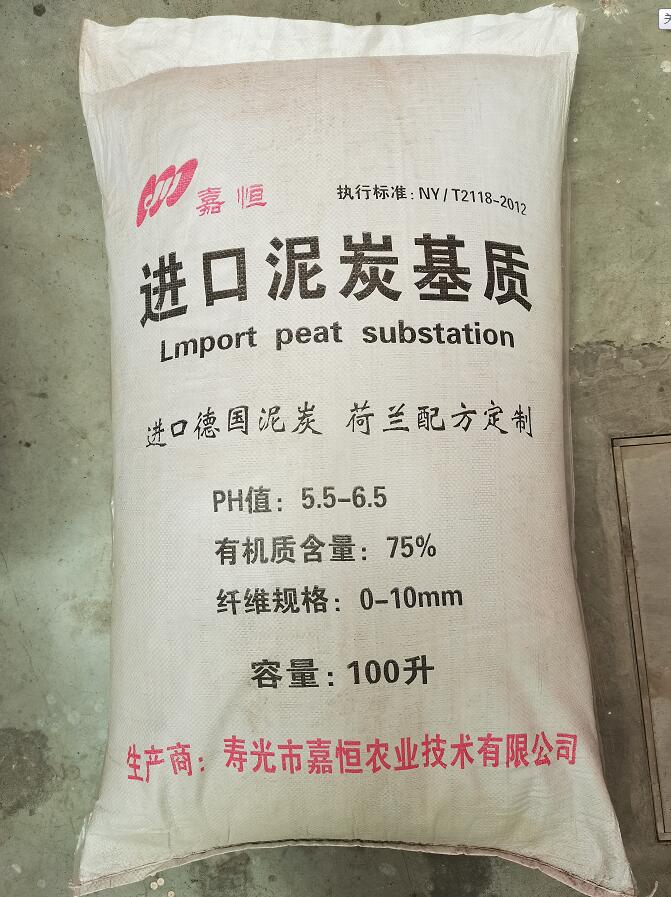 嘉恒
执行标准：NY/T2118-2012
进口泥炭基质
Lmport peat substation
进口德国泥炭 荷兰配方定制
PH值：5.5-6.5
有机质含量：75%
纤维规格：0-10mm
容量：100升
生产商：寿光市嘉恒农业技术有限公司